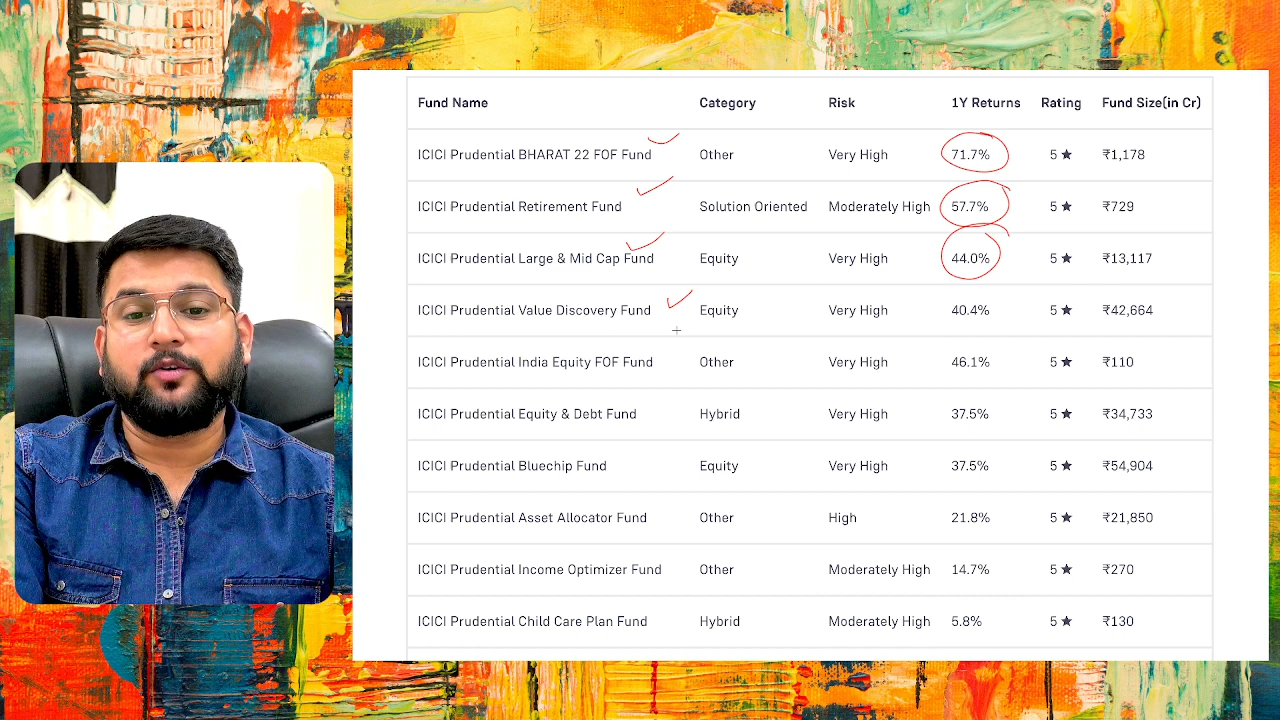 Fund Name Category Risk 1Y Returns Rating Fund Size(in Cr)
ICICI Prudential BHARAT 22 FOF Fund Other Very High 71.7% 5 ★ ₹1,178
ICICI Prudential Retirement Fund Solution Oriented Moderately High 57.7% 5 ★ ₹729
ICICI Prudential Large & Mid Cap Fund Equity Very High 44.0% 5 ★ ₹13,117
ICICI Prudential Value Discovery Fund Equity Very High 40.4% 5 ★ ₹42,664
ICICI Prudential India Equity FOF Fund Other Very High 46.1% 5 ★ ₹110
ICICI Prudential Equity & Debt Fund Hybrid Very High 37.5% 5 ★ ₹34,733
ICICI Prudential Bluechip Fund Equity Very High 37.5% 5 ★ ₹54,904
ICICI Prudential Asset Allocator Fund Other High 21.8% 5 ★ ₹21,850
ICICI Prudential Income Optimizer Fund Other Moderately High 14.7% 5 ★ ₹270
ICICI Prudential Child Care Plan Fund Hybrid Moderately High 5.8% 5 ★ ₹130